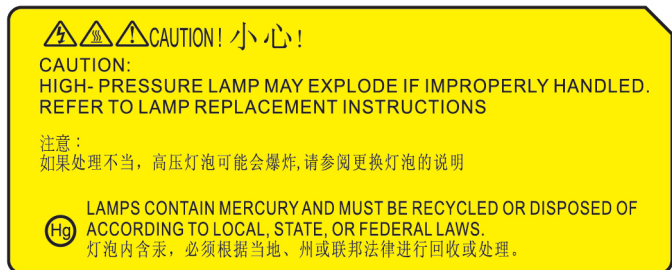 CAUTION! 小心!
CAUTION:
HIGH- PRESSURE LAMP MAY EXPLODE IF IMPROPERLY HANDLED.
REFER TO LAMP REPLACEMENT INSTRUCTIONS
注意：
如果处理不当，高压灯泡可能会爆炸,请参阅更换灯泡的说明
LAMPS CONTAIN MERCURY AND MUST BE RECYCLED OR DISPOSED OF
Hg ACCORDING TO LOCAL, STATE, OR FEDERAL LAWS.
灯泡内含汞，必须根据当地、州或联邦法律进行回收或处理。